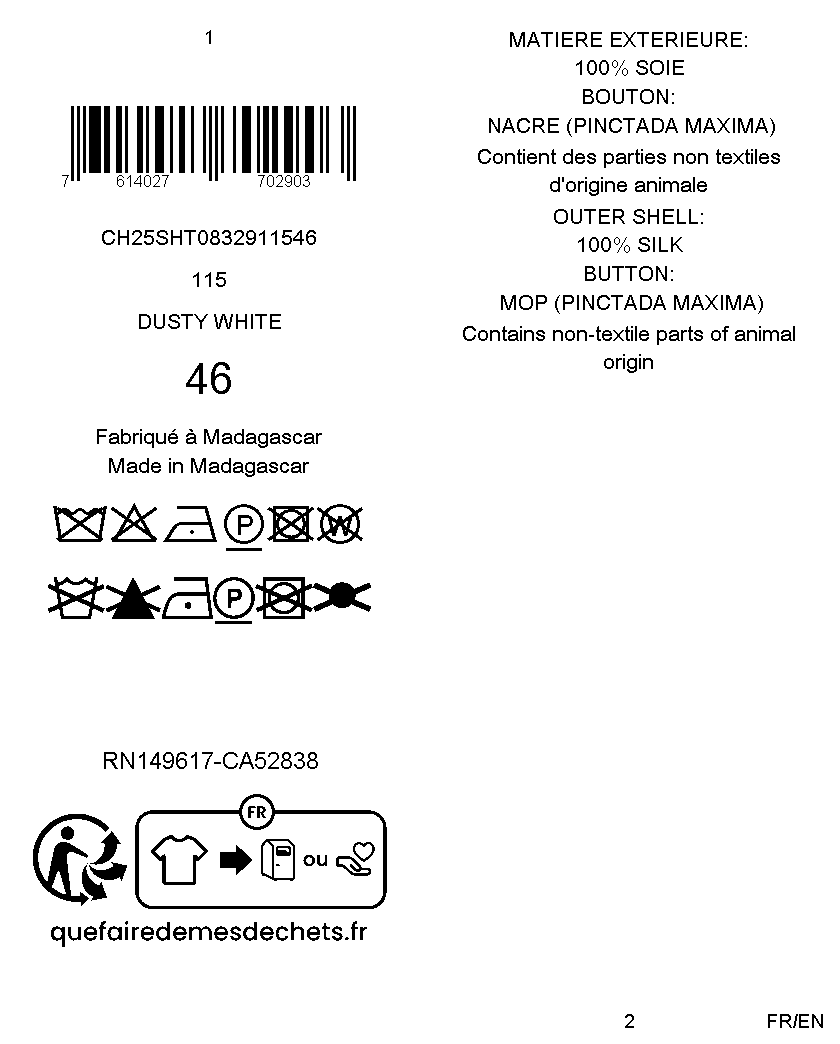 1
7 614027 702903
CH25SHT0832911546
115
DUSTY WHITE
46
Fabriqué à Madagascar
Made in Madagascar
P W
P
RN149617-CA52838
FR
ou
quefairedemesdechets.fr
MATIERE EXTERIEURE:
100% SOIE
BOUTON:
NACRE (PINCTADA MAXIMA)
Contient des parties non textiles
d'origine animale
OUTER SHELL:
100% SILK
BUTTON:
MOP (PINCTADA MAXIMA)
Contains non-textile parts of animal
origin
2
FR/EN